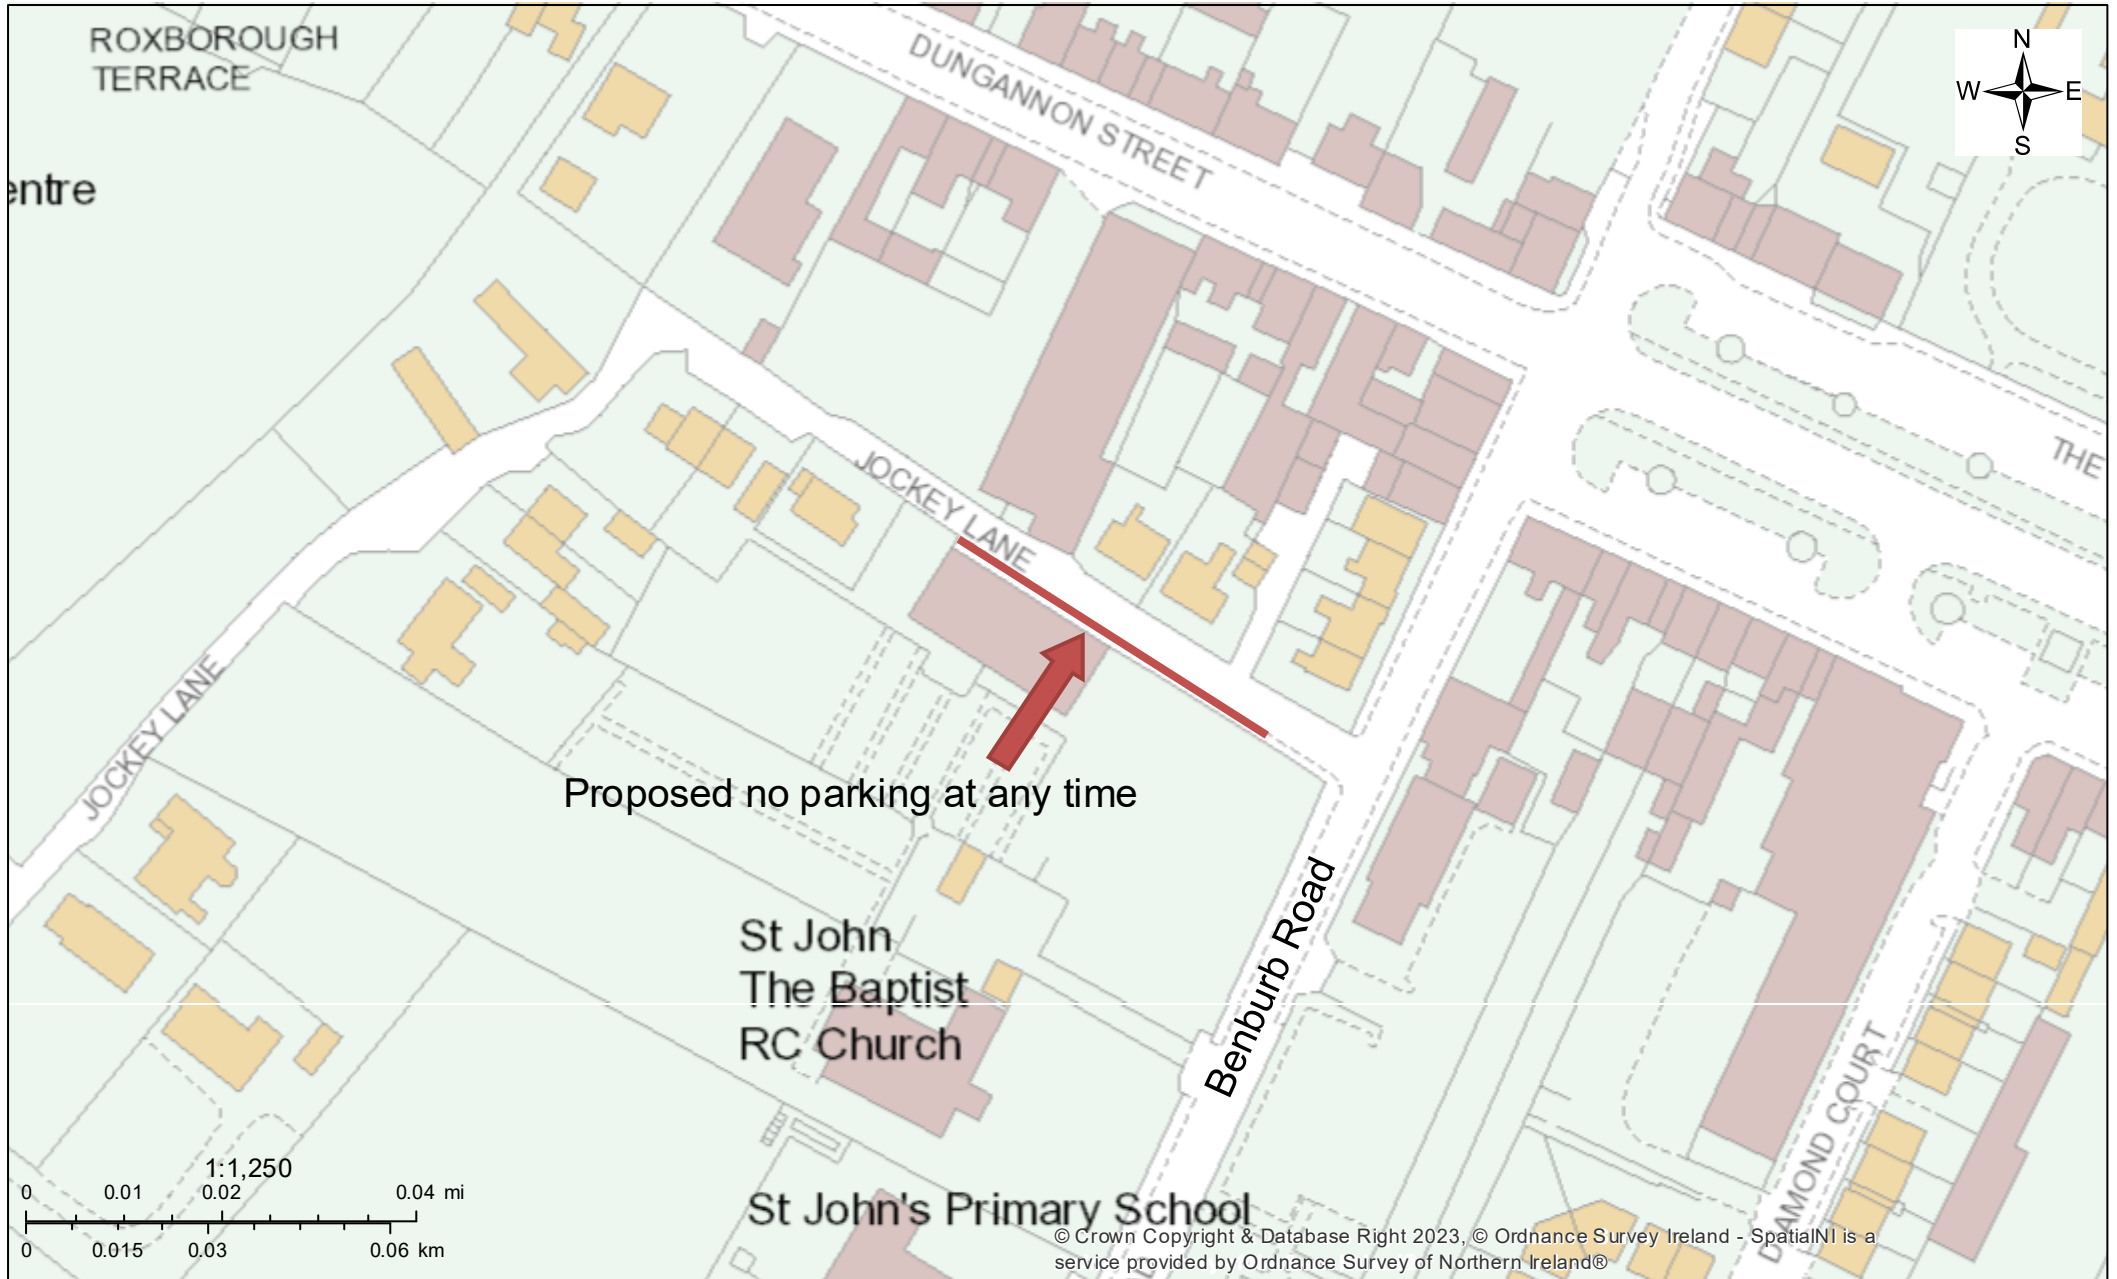 ROXBOROUGH
TERRACE
DUNGANNON STREET
N
W E
S
entre
THE
JOCKEY LANE
JOCKEY LANE
Proposed no parking at any time
Benburb Road
St John
The Baptist
RC Church
DIAMOND COURT
1:1,250
0 0.01 0.02 0.04 mi
0 0.015 0.03 0.06 km
St John's Primary School
© Crown Copyright & Database Right 2023, © Ordnance Survey Ireland - SpatialNI is a
service provided by Ordnance Survey of Northern Ireland®